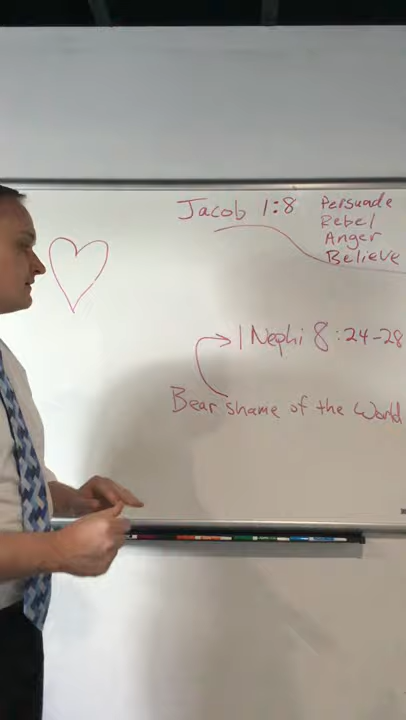 Jacob 1:8
Persuade
Rebel
Anger
Believe
1 Nephi 8:24-28
Bear shame of the World